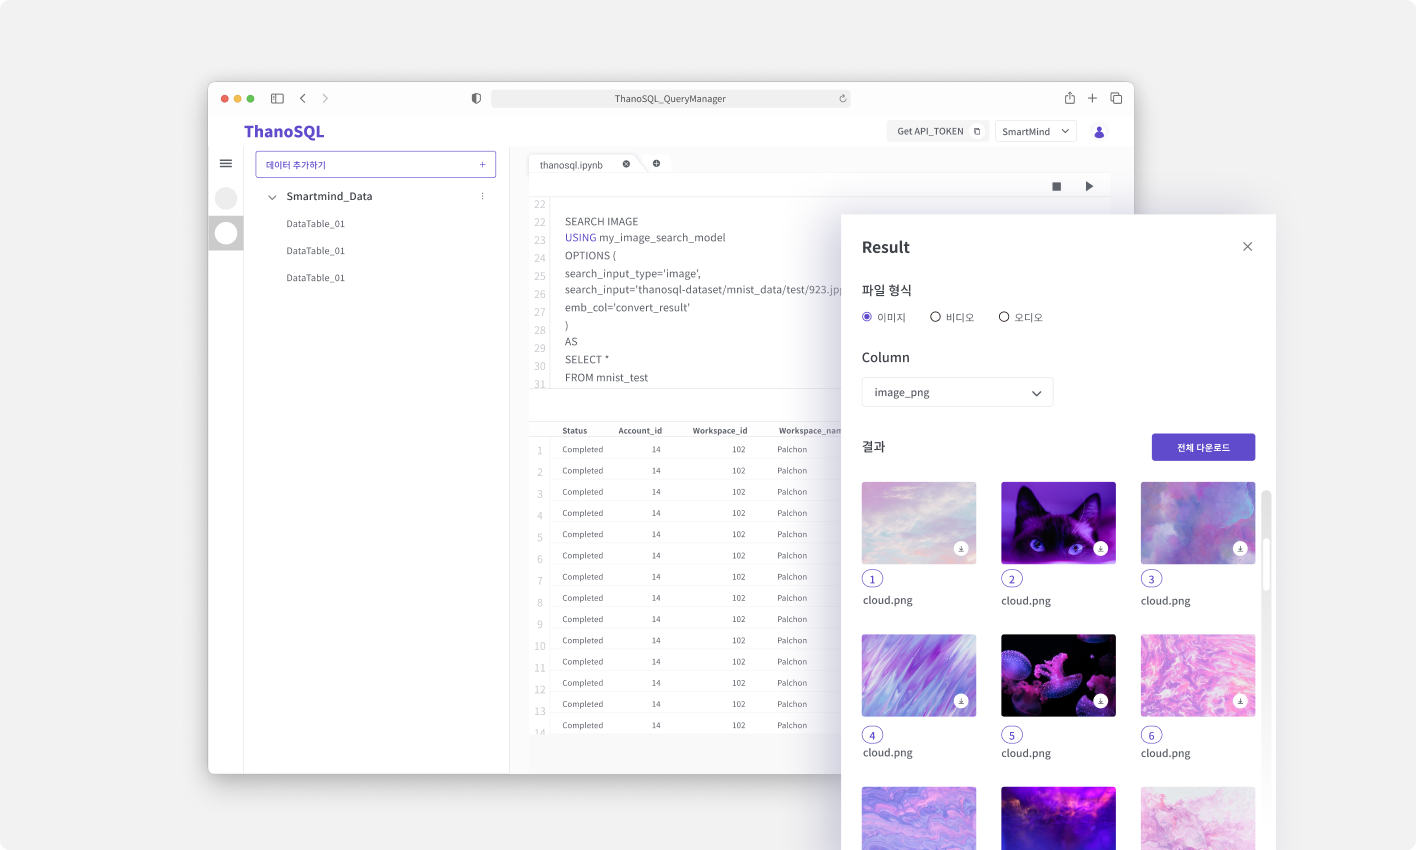 ThanoSQL_QueryManager
ThanoSQL
Get API_TOKEN
SmartMind
데이터 추가하기 +
Smartmind_Data
DataTable_01
DataTable_01
DataTable_01
thanosql.ipynb
22
22 SEARCH IMAGE
23 USING my_image_search_model
24 OPTIONS (
25 search_input_type='image',
26 search_input='thanosql-dataset/mnist_data/test/923.jpg
27 emb_col='convert_result'
28 )
29 AS
30 SELECT *
31 FROM mnist_test
Status Account_id Workspace_id Workspace_nam
1 Completed 14 102 Palchon
2 Completed 14 102 Palchon
3 Completed 14 102 Palchon
4 Completed 14 102 Palchon
5 Completed 14 102 Palchon
6 Completed 14 102 Palchon
7 Completed 14 102 Palchon
8 Completed 14 102 Palchon
9 Completed 14 102 Palchon
10 Completed 14 102 Palchon
11 Completed 14 102 Palchon
12 Completed 14 102 Palchon
13 Completed 14 102 Palchon
14 Completed 14 102 Palchon
Result
파일 형식
이미지 비디오 오디오
Column
image_png
결과
전체 다운로드
1 2 3
cloud.png cloud.png cloud.png
4 5 6
cloud.png cloud.png cloud.png